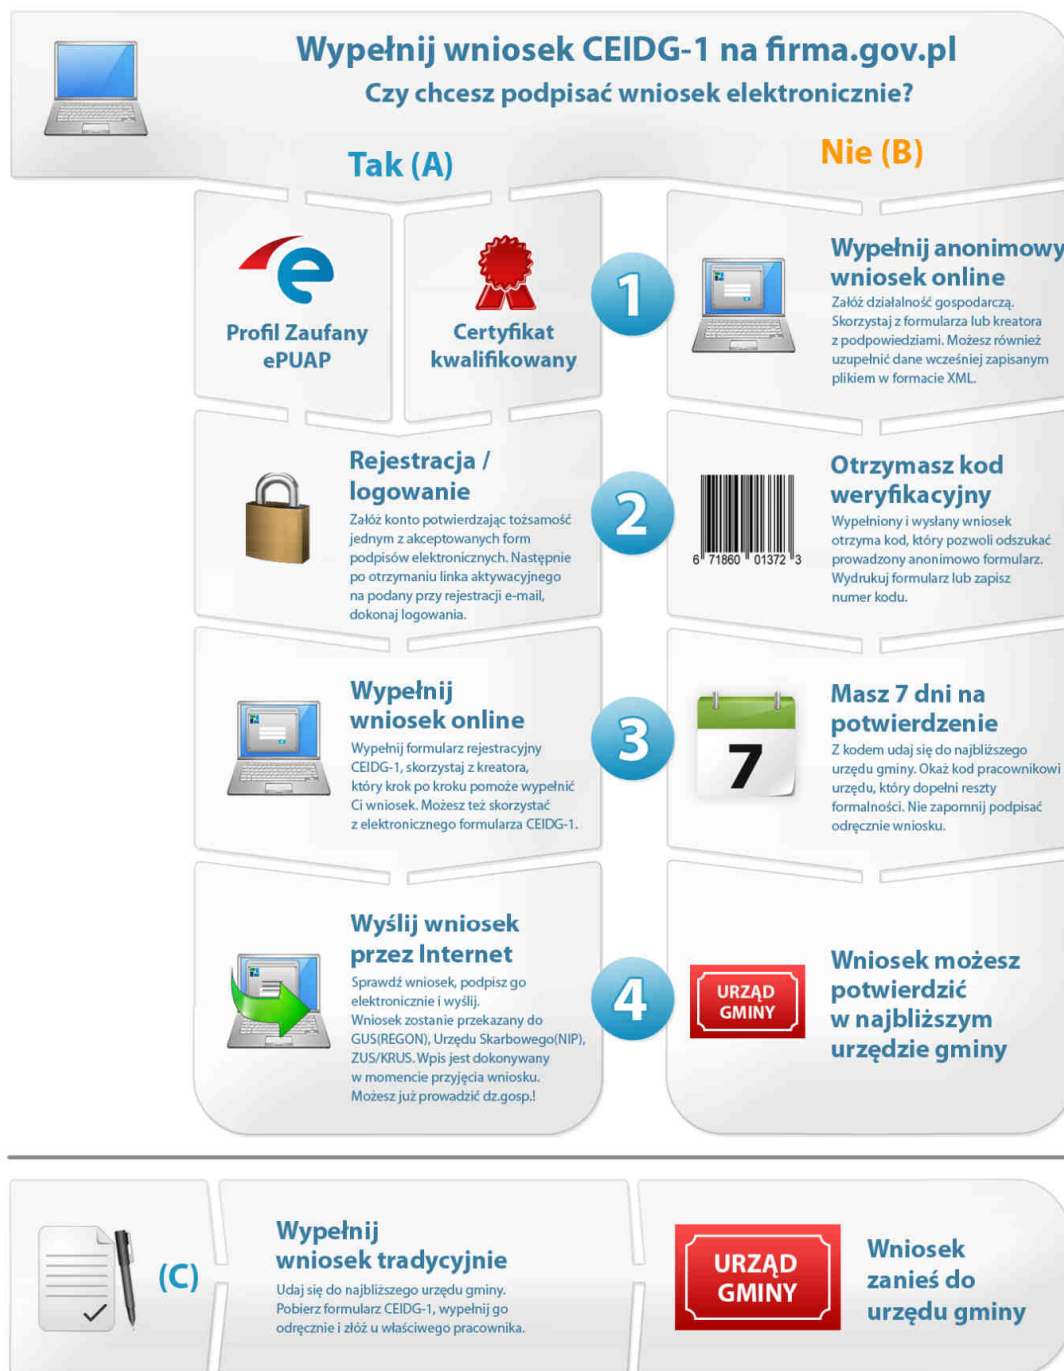 Wypełnij wniosek CEIDG-1 na firma.gov.pl
Czy chcesz podpisać wniosek elektronicznie?
Tak (A)
Nie (B)
Profil Zaufany
ePUAP
Certyfikat
kwalifikowany
1
Wypełnij anonimowy
wniosek online
Załóż działalność gospodarczą.
Skorzystaj z formularza lub kreatora
z podpowiedziami. Możesz również
uzupełnić dane wcześniej zapisanym
plikiem w formacie XML.
Rejestracja /
logowanie
Załóż konto potwierdzając tożsamość
jednym z akceptowanych form
podpisów elektronicznych. Następnie
po otrzymaniu linka aktywacyjnego
na podany przy rejestracji e-mail,
dokonaj logowania.
2
6 71860 01372 3
Otrzymasz kod
weryfikacyjny
Wypełniony i wysłany wniosek
otrzyma kod, który pozwoli odszukać
prowadzony anonimowo formularz.
Wydrukuj formularz lub zapisz
numer kodu.
Wypełnij
wniosek online
Wypełnij formularz rejestracyjny
CEIDG-1, skorzystaj z kreatora,
który krok po kroku pomoże wypełnić
Ci wniosek. Możesz też skorzystać
z elektronicznego formularza CEIDG-1.
3
7
Masz 7 dni na
potwierdzenie
Z kodem udaj się do najbliższego
urzędu gminy. Okaż kod pracownikowi
urzędu, który dopełni reszty
formalności. Nie zapomnij podpisać
odręcznie wniosku.
Wyślij wniosek
przez Internet
Sprawdź wniosek, podpisz go
elektronicznie i wyślij.
Wniosek zostanie przekazany do
GUS(REGON), Urzędu Skarbowego(NIP),
ZUS/KRUS. Wpis jest dokonywany
w momencie przyjęcia wniosku.
Możesz już prowadzić dz.gosp.!
4
URZĄD
GMINY
Wniosek możesz
potwierdzić
w najbliższym
urzędzie gminy
(C)
Wypełnij
wniosek tradycyjnie
Udaj się do najbliższego urzędu gminy.
Pobierz formularz CEIDG-1, wypełnij go
odręcznie i złóż u właściwego pracownika.
URZĄD
GMINY
Wniosek
zanieś do
urzędu gminy